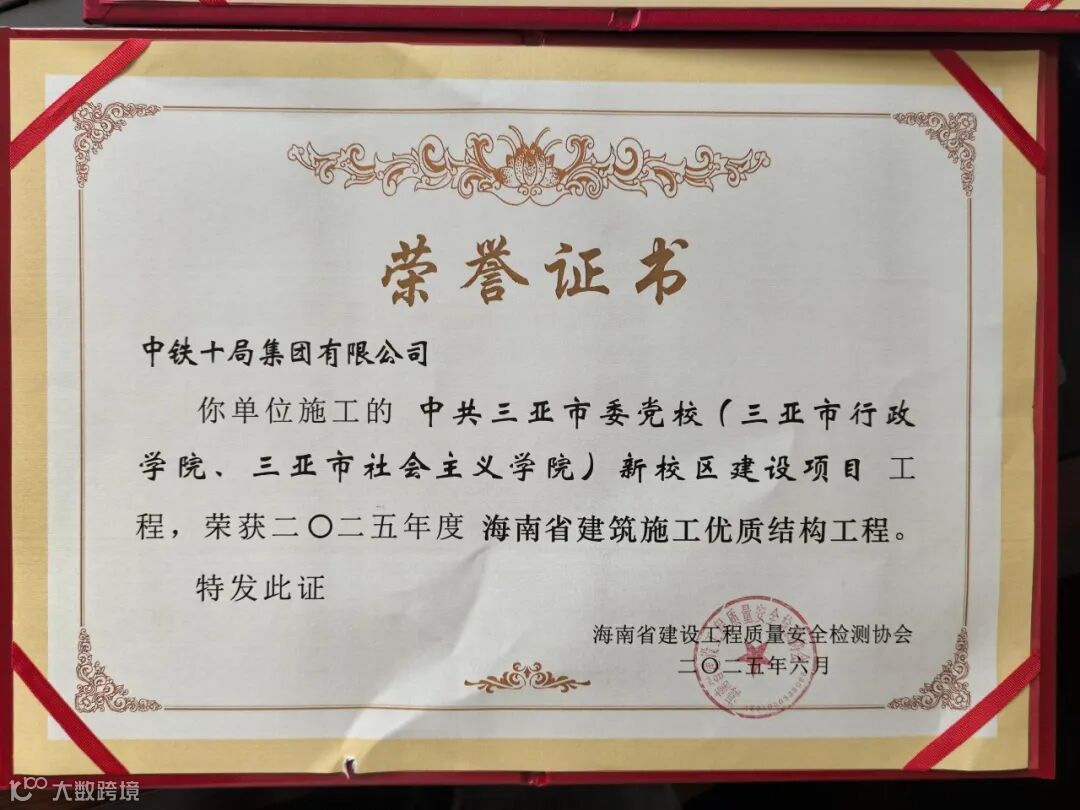 荣誉证书
中铁十局集团有限公司
你单位施工的 中共三亚市委党校（三亚市行政
学院、三亚市社会主义学院）新校区建设项目 工
程，荣获二〇二五年度 海南省建筑施工优质结构工程。
特发此证
海南省建设工程质量安全检测协会
二〇二五年六月
大数跨境